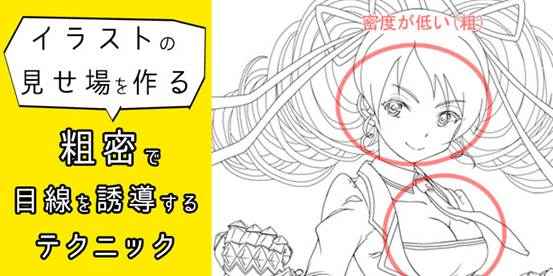 イラストの
見せ場を作る
粗密で
目線を誘導する
テクニック
密度が低い(粗)